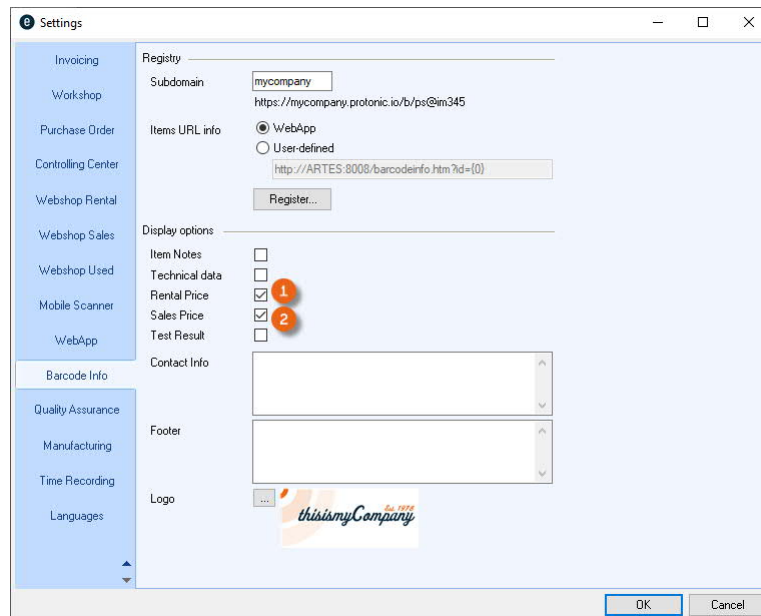 Settings
Invoicing
Workshop
Purchase Order
Controlling Center
Webshop Rental
Webshop Sales
Webshop Used
Mobile Scanner
WebApp
Barcode Info
Quality Assurance
Manufacturing
Time Recording
Languages
Registry
Subdomain mycompany
https://mycompany.protonic.io/b/ps@im345
Items URL info WebApp
User-defined
http://ARTES:8008/barcodeinfo.htm?id={0}
Register...
Display options
Item Notes
Technical data
Rental Price 1
Sales Price 2
Test Result
Contact Info
Footer
Logo ...
Est. 1978
thisismyCompany
OK Cancel